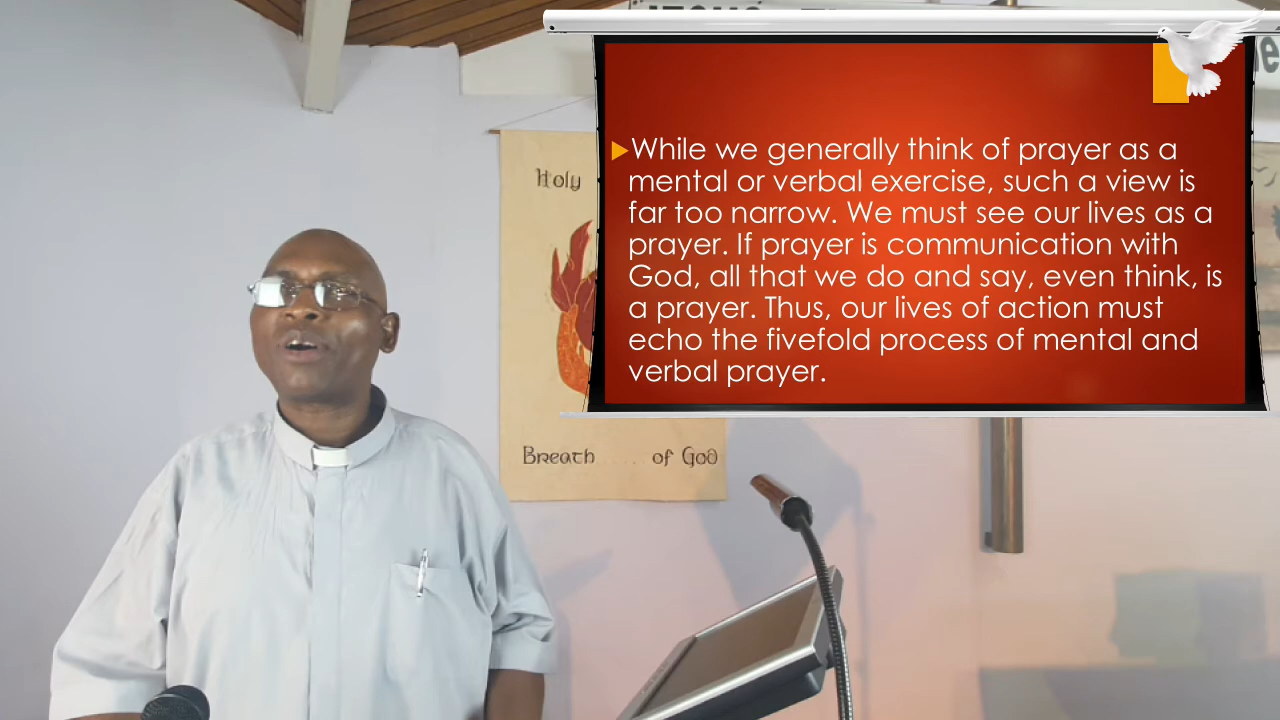 While we generally think of prayer as a
mental or verbal exercise, such a view is
far too narrow. We must see our lives as a
prayer. If prayer is communication with
God, all that we do and say, even think, is
a prayer. Thus, our lives of action must
echo the fivefold process of mental and
verbal prayer.
Holy
Breath of God